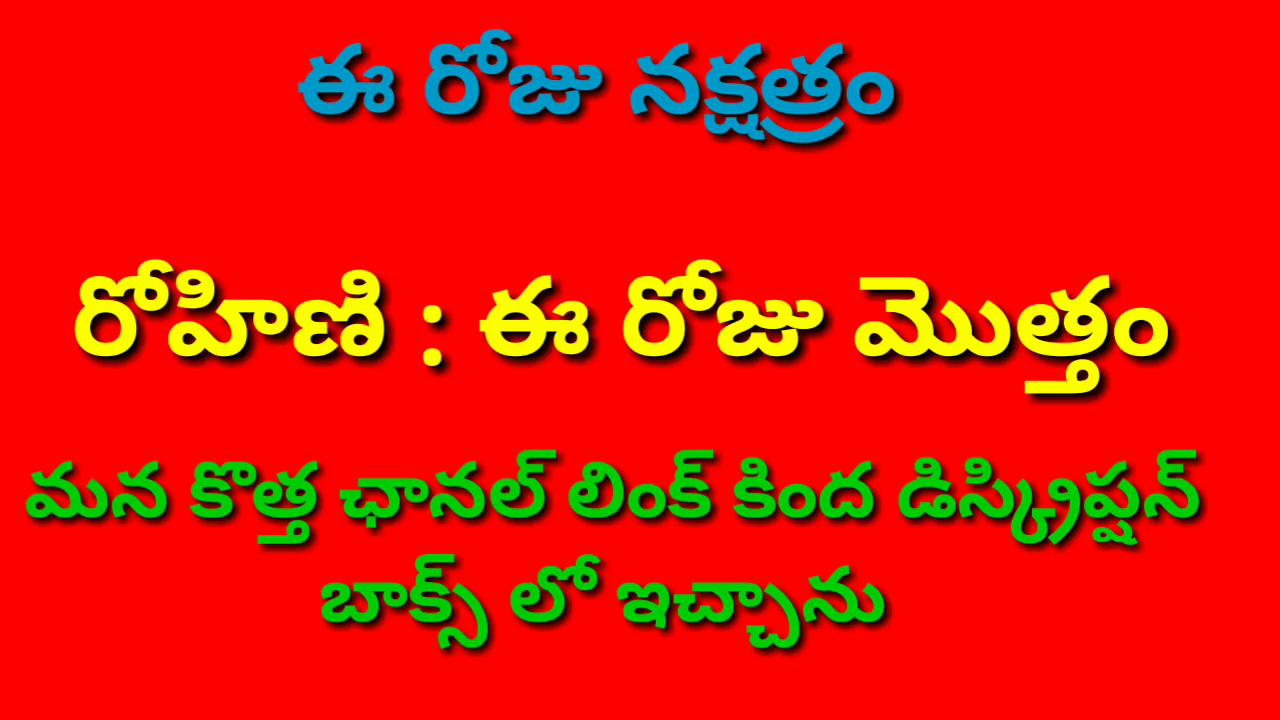 ఈ రోజు నక్షత్రం
రోహిణి : ఈ రోజు మొత్తం
మన కొత్త ఛానల్ లింక్ కింద డిస్క్రిప్షన్
బాక్స్ లో ఇచ్చాను